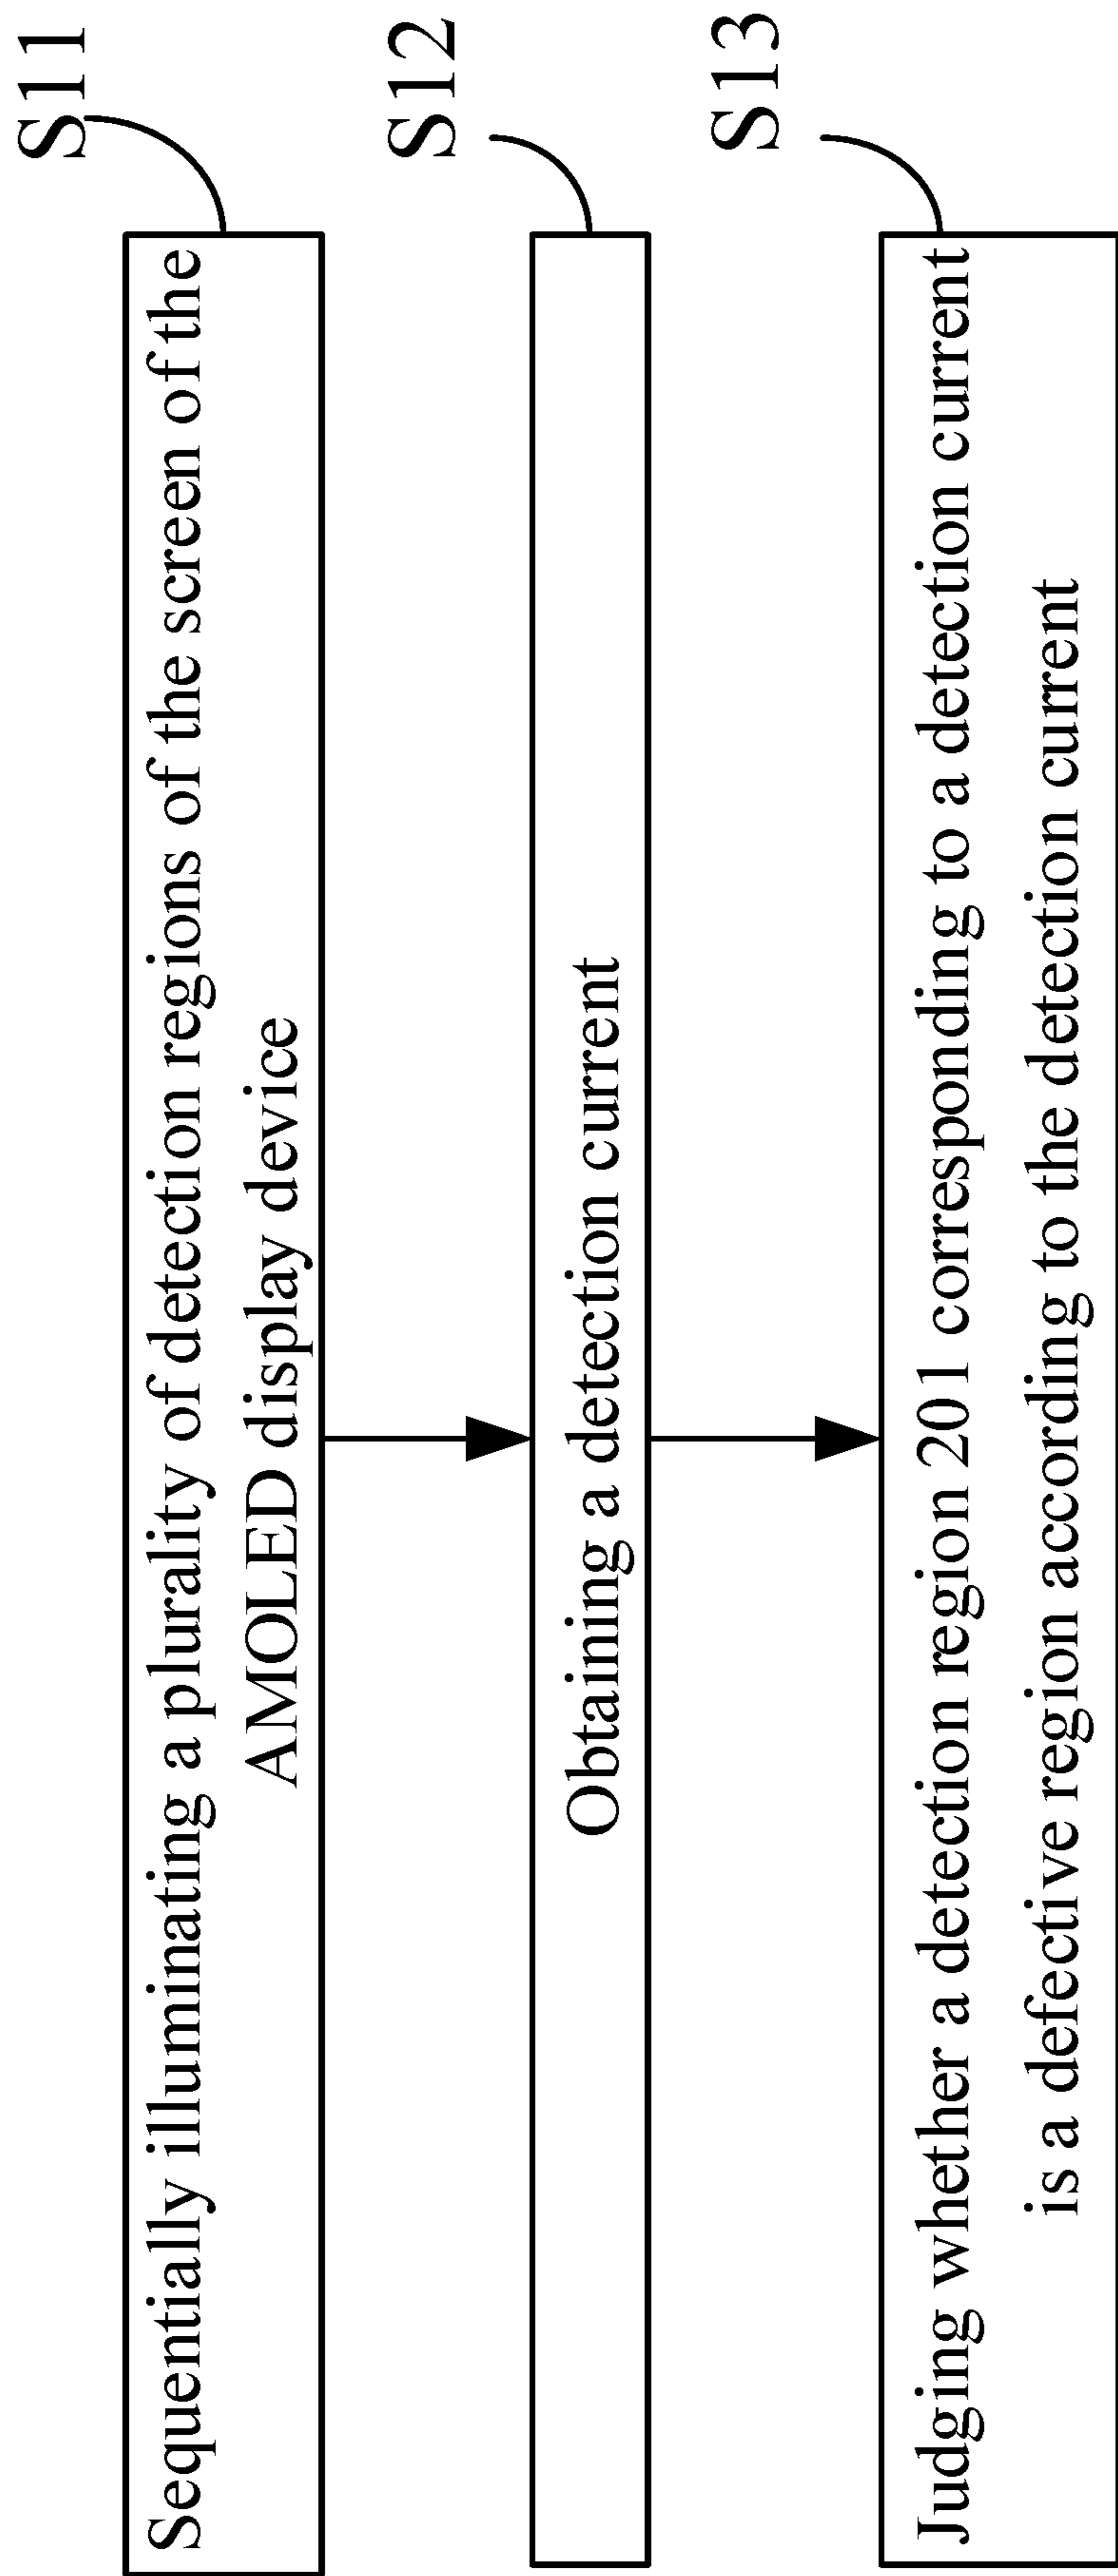 Sequentially illuminating a plurality of detection regions of the screen of the
AMOLED display device
S11
Obtaining a detection current
S12
Judging whether a detection region 201 corresponding to a detection current
is a defective region according to the detection current
S13